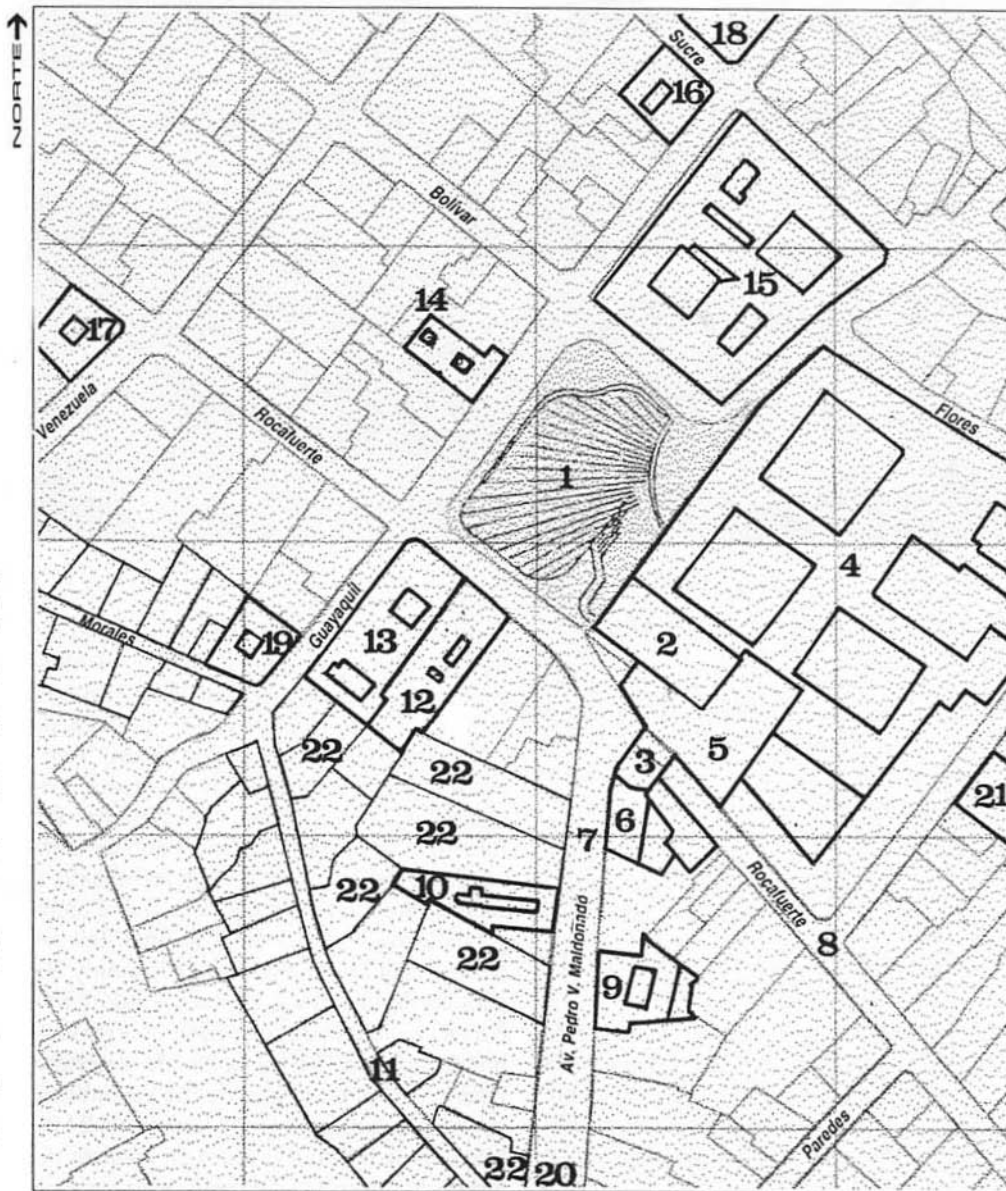 NORTE
18
Sucre
16
Bolívar
15
14
17
Venezuela
Rocafuerte
Flores
1
4
Guayaquil
Morales
19
13
2
12
5
22
22
3
21
6
22
7
22
10
Rocafuerte
8
22
Av. Pedro V. Maldonado
9
11
Paredes
22
20